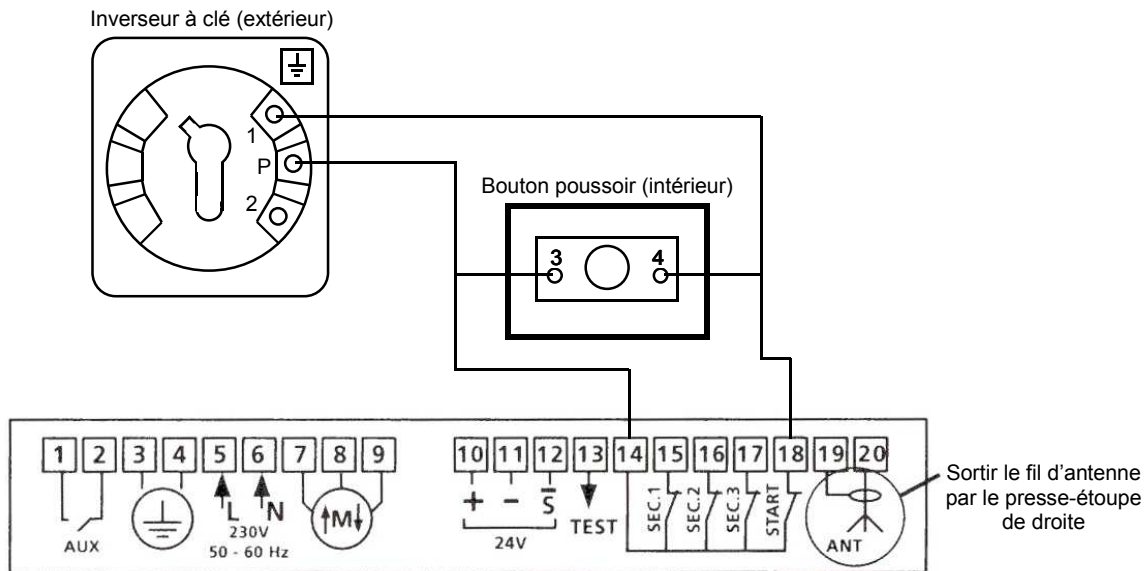 Inverseur à clé (extérieur)
1
P
2
Bouton poussoir (intérieur)
3 4
1 2 3 4 5 6 7 8 9 10 11 12 13 14 15 16 17 18 19 20
AUX
L N
230V
50 - 60 Hz
↑M↓
+ - S̅
24V
TEST
SEC.1
SEC.2
SEC.3
START
ANT
Sortir le fil d’antenne
par le presse-étoupe
de droite